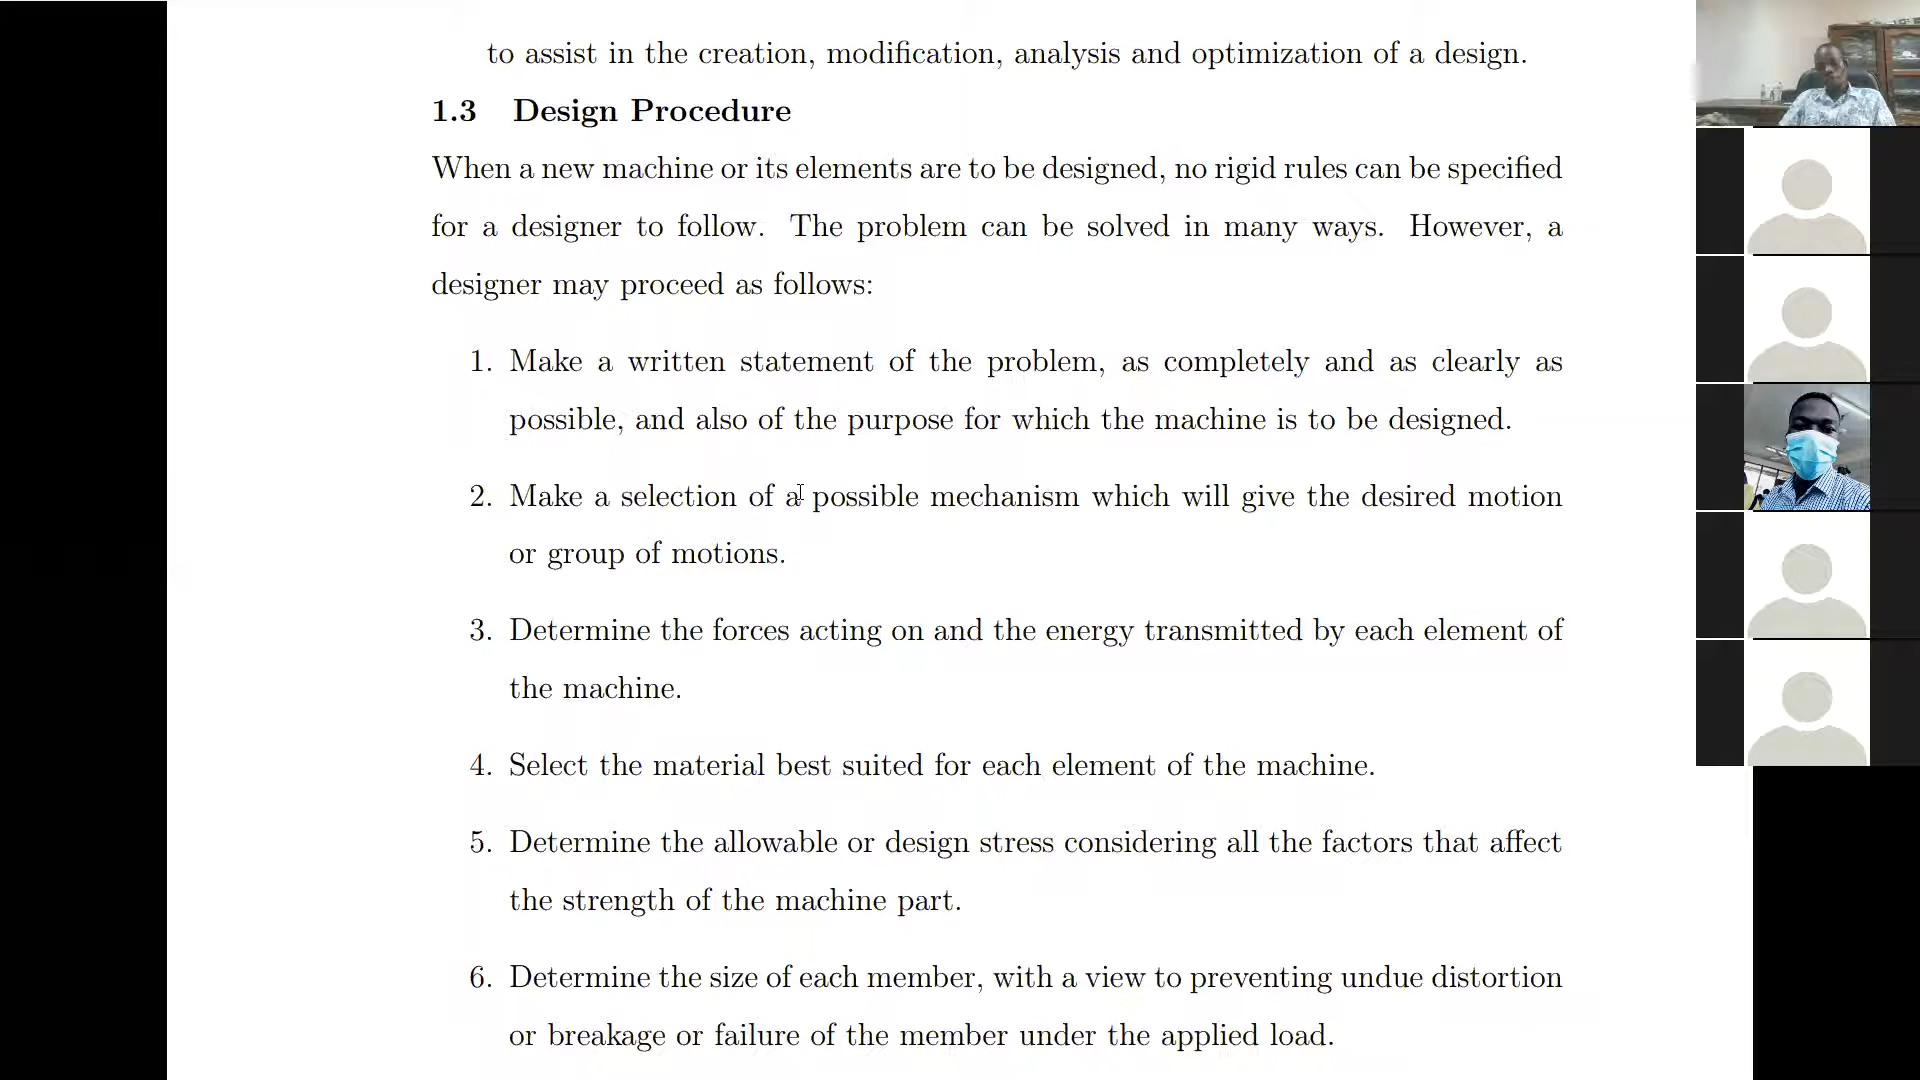 to assist in the creation, modification, analysis and optimization of a design.
1.3 Design Procedure
When a new machine or its elements are to be designed, no rigid rules can be specified
for a designer to follow. The problem can be solved in many ways. However, a
designer may proceed as follows:
1. Make a written statement of the problem, as completely and as clearly as
possible, and also of the purpose for which the machine is to be designed.
2. Make a selection of a possible mechanism which will give the desired motion
or group of motions.
3. Determine the forces acting on and the energy transmitted by each element of
the machine.
4. Select the material best suited for each element of the machine.
5. Determine the allowable or design stress considering all the factors that affect
the strength of the machine part.
6. Determine the size of each member, with a view to preventing undue distortion
or breakage or failure of the member under the applied load.